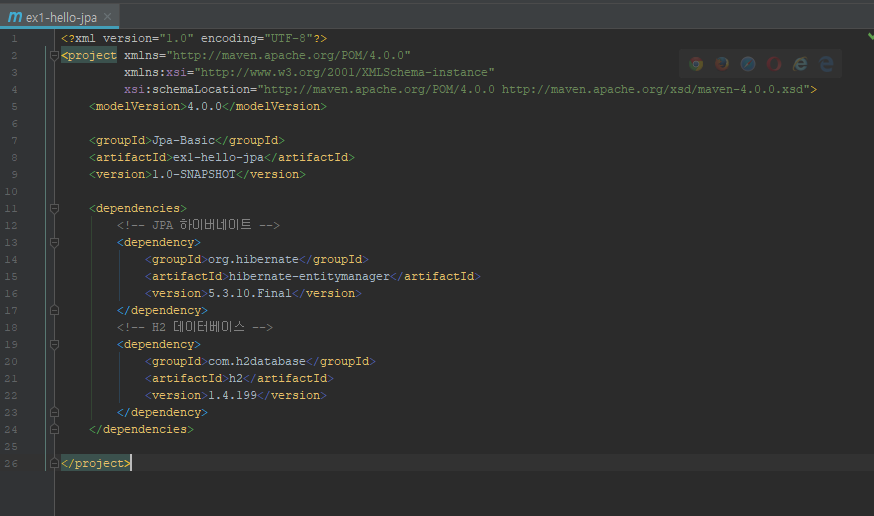 ex1-hello-jpa
1 <?xml version="1.0" encoding="UTF-8"?>
2 <project xmlns="http://maven.apache.org/POM/4.0.0"
3 xmlns:xsi="http://www.w3.org/2001/XMLSchema-instance"
4 xsi:schemaLocation="http://maven.apache.org/POM/4.0.0 http://maven.apache.org/xsd/maven-4.0.0.xsd">
5 <modelVersion>4.0.0</modelVersion>
6
7 <groupId>Jpa-Basic</groupId>
8 <artifactId>ex1-hello-jpa</artifactId>
9 <version>1.0-SNAPSHOT</version>
10
11 <dependencies>
12 <!-- JPA 하이버네이트 -->
13 <dependency>
14 <groupId>org.hibernate</groupId>
15 <artifactId>hibernate-entitymanager</artifactId>
16 <version>5.3.10.Final</version>
17 </dependency>
18 <!-- H2 데이터베이스 -->
19 <dependency>
20 <groupId>com.h2database</groupId>
21 <artifactId>h2</artifactId>
22 <version>1.4.199</version>
23 </dependency>
24 </dependencies>
25
26 </project>